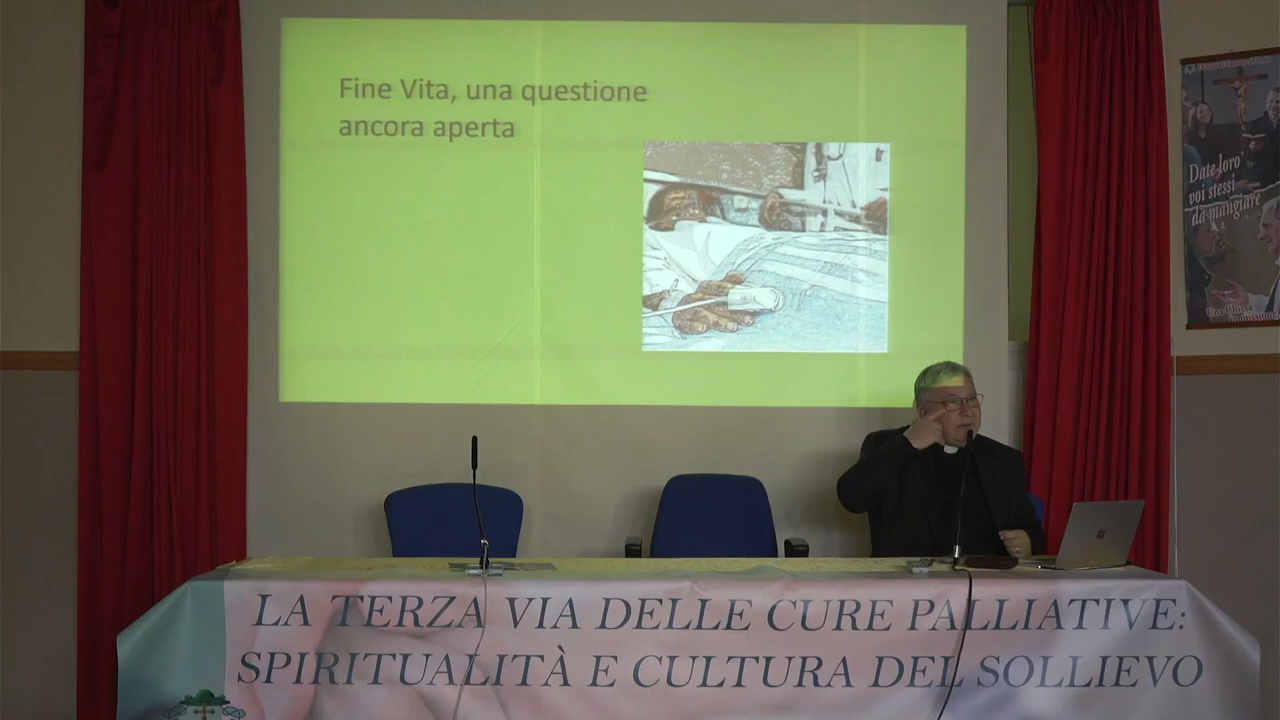 Fine Vita, una questione
ancora aperta
Date loro
voi stessi
da mangiare
LA TERZA VIA DELLE CURE PALLIATIVE:
SPIRITUALITÀ E CULTURA DEL SOLLIEVO